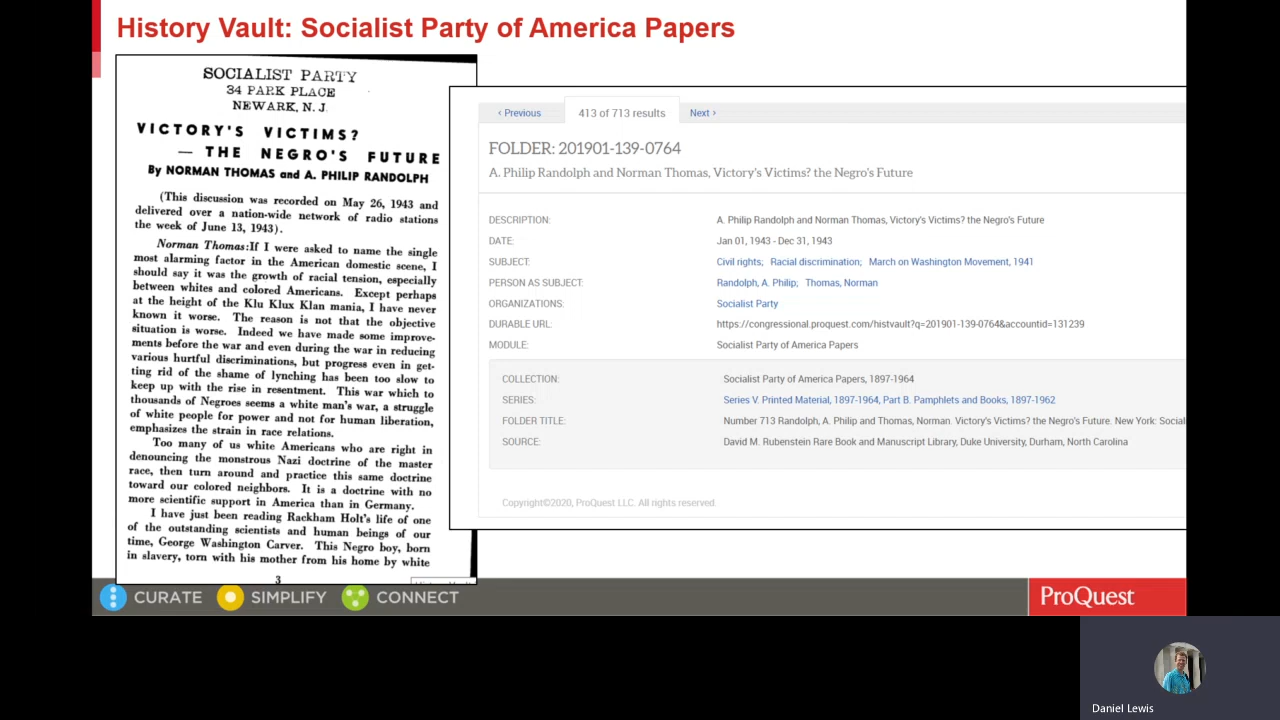 History Vault: Socialist Party of America Papers
SOCIALIST PARTY
34 PARK PLACE
NEWARK, N. J.
VICTORY'S VICTIMS?
— THE NEGRO'S FUTURE
By NORMAN THOMAS and A. PHILIP RANDOLPH
(This discussion was recorded on May 26, 1943 and
delivered over a nation-wide network of radio stations
the week of June 13, 1943).
Norman Thomas:If I were asked to name the single
most alarming factor in the American domestic scene, I
should say it was the growth of racial tension, especially
between whites and colored Americans. Except perhaps
at the height of the Klu Klux Klan mania, I have never
known it worse. The reason is not that the objective
situation is worse. Indeed we have made some improve-
ments before the war and even during the war in reducing
various hurtful discriminations, but progress even in get-
ting rid of the shame of lynching has been too slow to
keep up with the rise in resentment. This war which to
thousands of Negroes seems a white man's war, a struggle
of white people for power and not for human liberation,
emphasizes the strain in race relations.
Too many of us white Americans who are right in
denouncing the monstrous Nazi doctrine of the master
race, then turn around and practice this same doctrine
toward our colored neighbors. It is a doctrine with no
more scientific support in America than in Germany.
I have just been reading Rackham Holt's life of one
of the outstanding scientists and human beings of our
time, George Washington Carver. This Negro boy, born
in slavery, torn with his mother from his home by white
3
‹ Previous 413 of 713 results Next ›
FOLDER: 201901-139-0764
A. Philip Randolph and Norman Thomas, Victory's Victims? the Negro's Future
DESCRIPTION: A. Philip Randolph and Norman Thomas, Victory's Victims? the Negro's Future
DATE: Jan 01, 1943 - Dec 31, 1943
SUBJECT: Civil rights; Racial discrimination; March on Washington Movement, 1941
PERSON AS SUBJECT: Randolph, A. Philip; Thomas, Norman
ORGANIZATIONS: Socialist Party
DURABLE URL: https://congressional.proquest.com/histvault?q=201901-139-0764&accountid=131239
MODULE: Socialist Party of America Papers
COLLECTION: Socialist Party of America Papers, 1897-1964
SERIES: Series V. Printed Material, 1897-1964, Part B. Pamphlets and Books, 1897-1962
FOLDER TITLE: Number 713 Randolph, A. Philip and Thomas, Norman. Victory's Victims? the Negro's Future. New York: Social
SOURCE: David M. Rubenstein Rare Book and Manuscript Library, Duke University, Durham, North Carolina
Copyright©2020, ProQuest LLC. All rights reserved.
CURATE SIMPLIFY CONNECT
ProQuest
Daniel Lewis